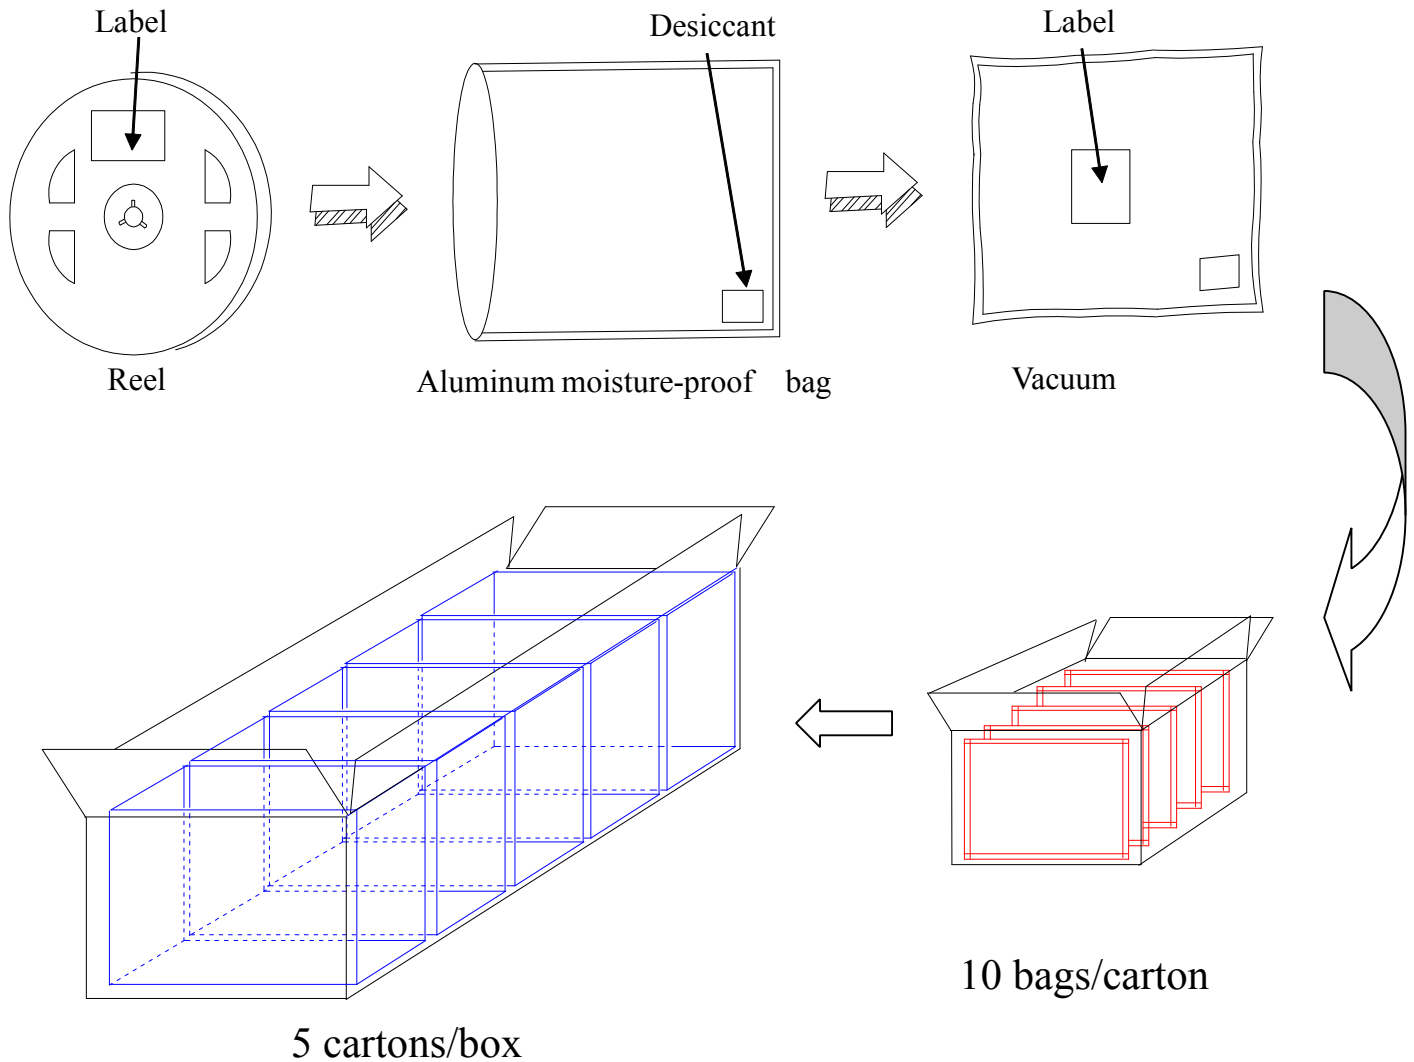 Label
Desiccant
Label
Reel
Aluminum moisture-proof bag
Vacuum
10 bags/carton
5 cartons/box